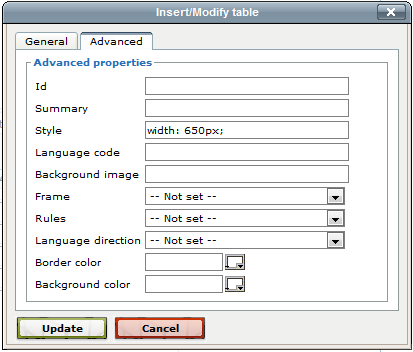 Insert/Modify table
General Advanced
Advanced properties
Id
Summary
Style width: 650px;
Language code
Background image
Frame -- Not set --
Rules -- Not set --
Language direction -- Not set --
Border color
Background color
Update Cancel